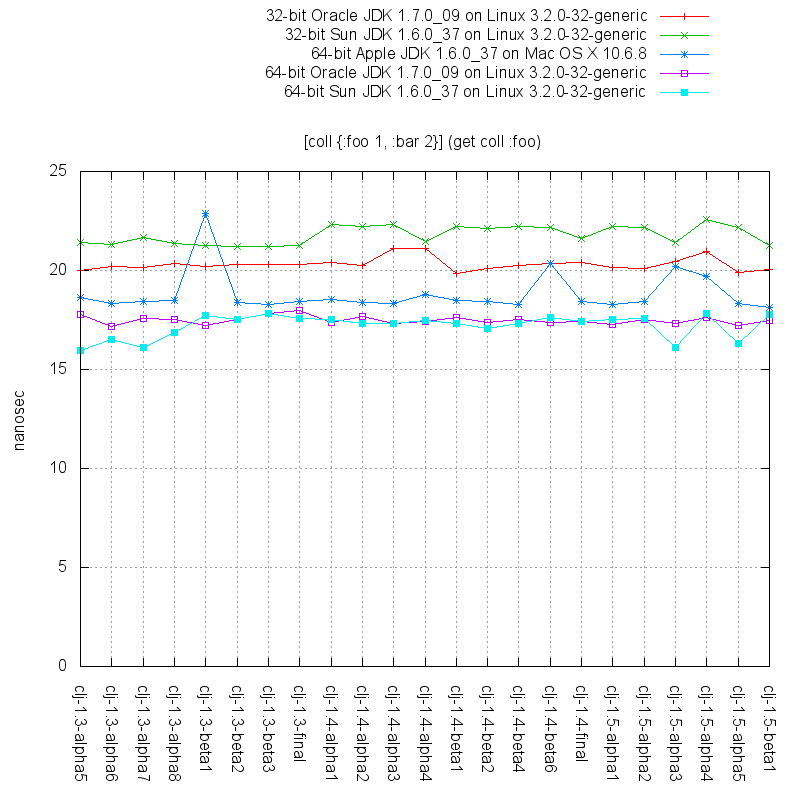 32-bit Oracle JDK 1.7.0_09 on Linux 3.2.0-32-generic
32-bit Sun JDK 1.6.0_37 on Linux 3.2.0-32-generic
64-bit Apple JDK 1.6.0_37 on Mac OS X 10.6.8
64-bit Oracle JDK 1.7.0_09 on Linux 3.2.0-32-generic
64-bit Sun JDK 1.6.0_37 on Linux 3.2.0-32-generic
[coll {:foo 1, :bar 2}] (get coll :foo)
25
20
15
10
5
0
nanosec
clj-1.3-alpha5
clj-1.3-alpha6
clj-1.3-alpha7
clj-1.3-alpha8
clj-1.3-beta1
clj-1.3-beta2
clj-1.3-beta3
clj-1.3-final
clj-1.4-alpha1
clj-1.4-alpha2
clj-1.4-alpha3
clj-1.4-alpha4
clj-1.4-beta1
clj-1.4-beta2
clj-1.4-beta4
clj-1.4-beta6
clj-1.4-final
clj-1.5-alpha1
clj-1.5-alpha2
clj-1.5-alpha3
clj-1.5-alpha4
clj-1.5-alpha5
clj-1.5-beta1